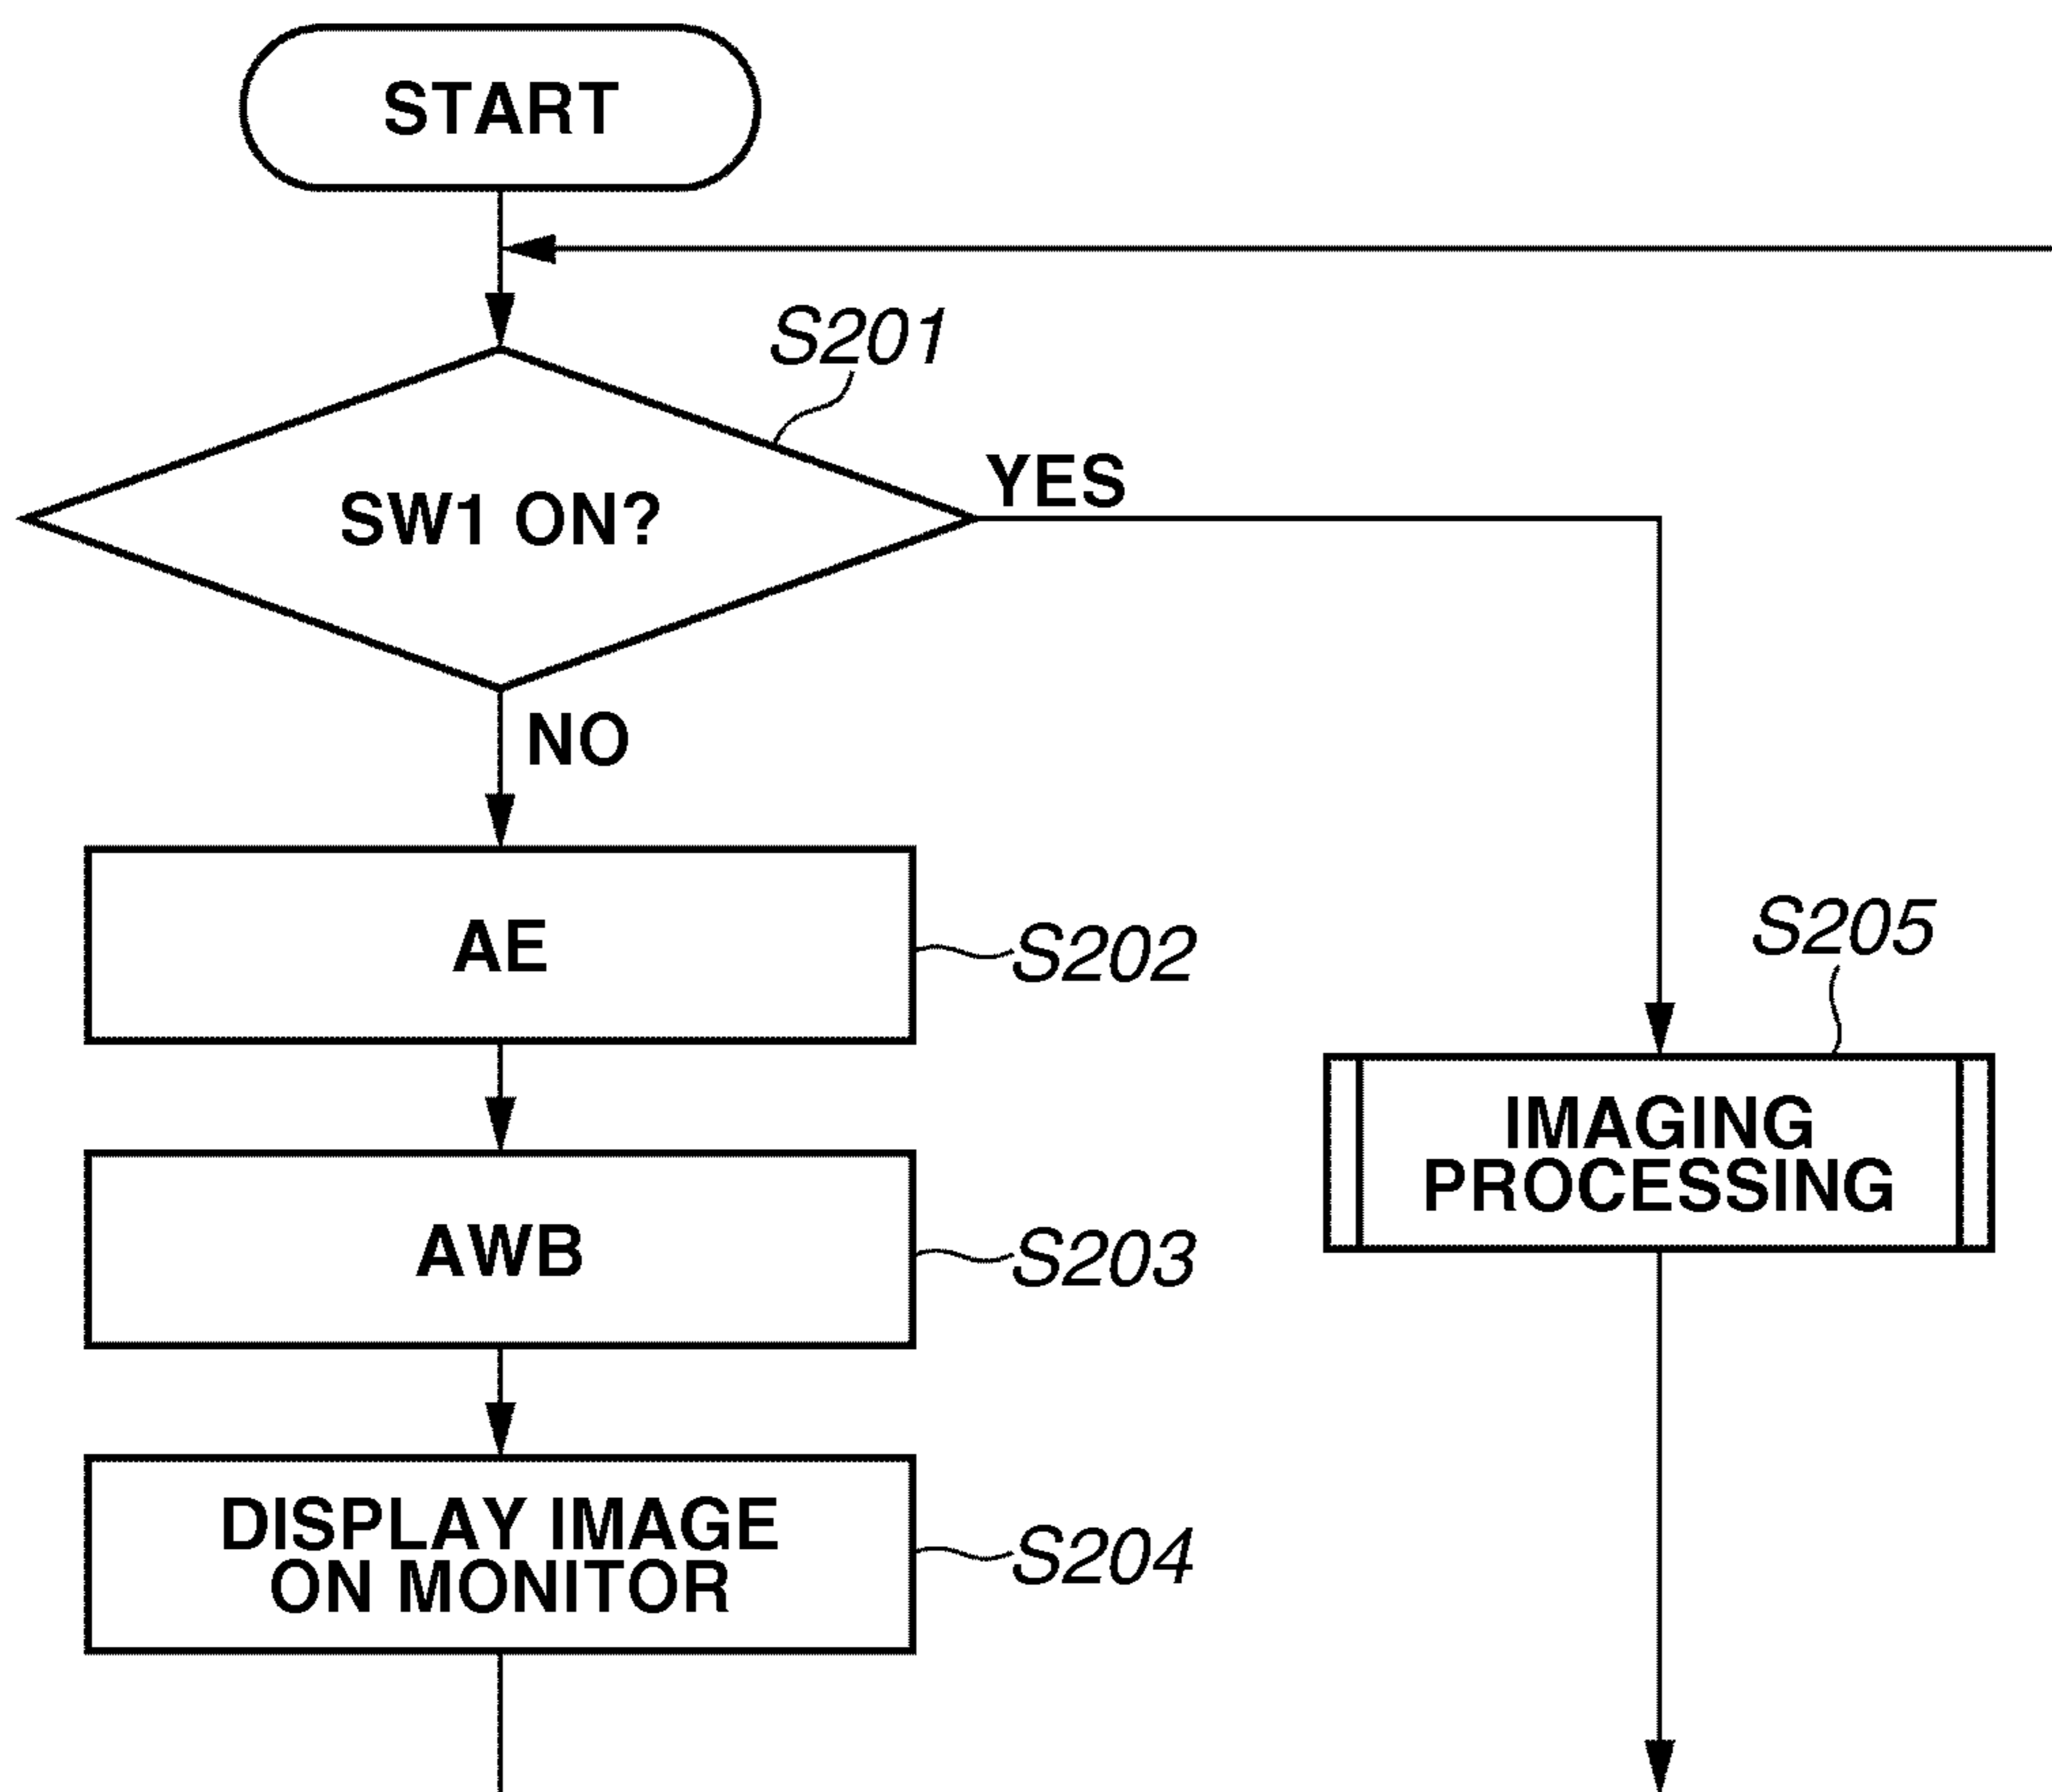 START
S201
SW1 ON?
YES
NO
AE
S202
S205
IMAGING
PROCESSING
AWB
S203
DISPLAY IMAGE
ON MONITOR
S204